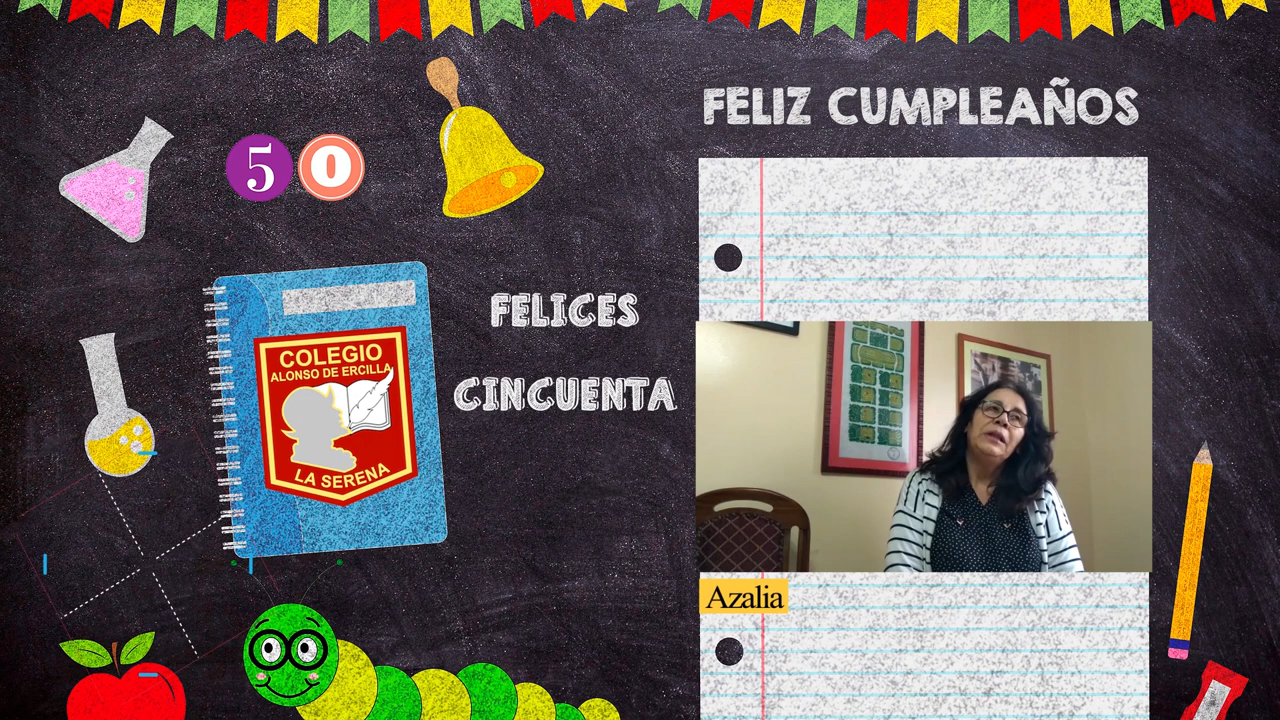 FELIZ CUMPLEAÑOS
50
FELICES
CINCUENTA
COLEGIO
ALONSO DE ERCILLA
LA SERENA
Azalia